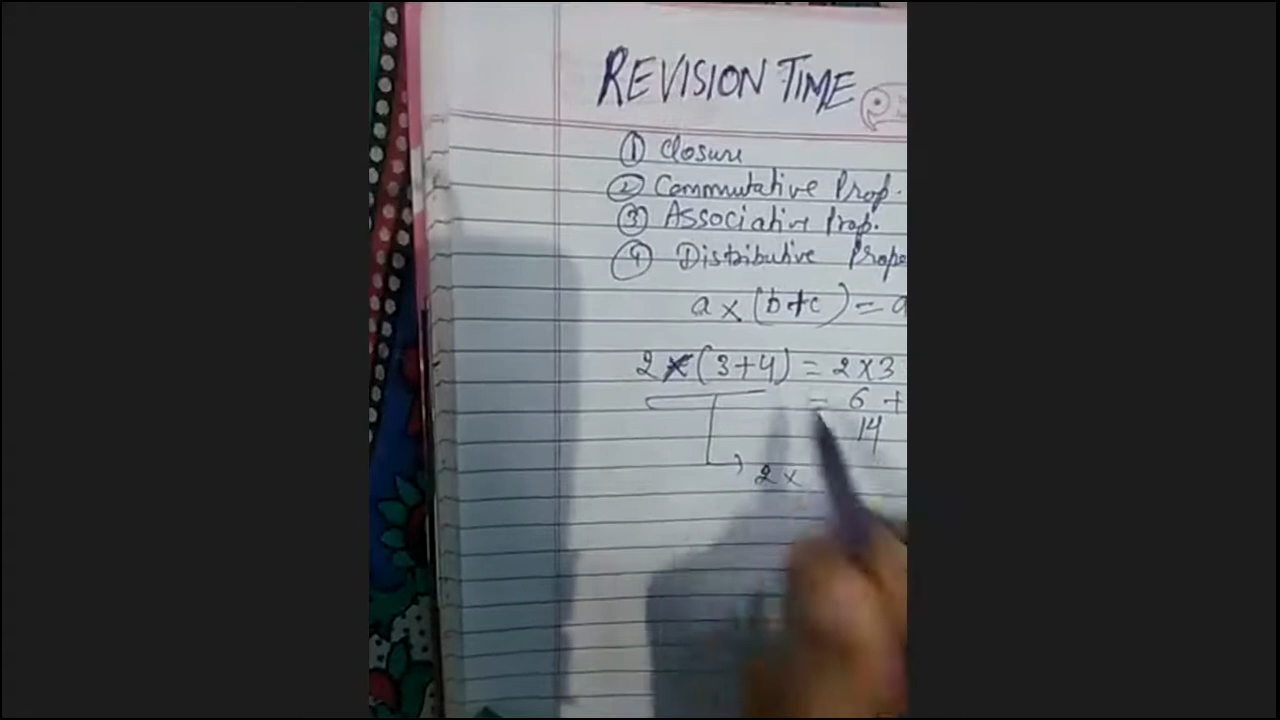 REVISION TIME
① Closure
② Commutative Prop.
③ Associative Prop.
④ Distributive Prope
a × (b+c) = a
2 × (3+4) = 2 × 3
= 6 +
14
2 ×